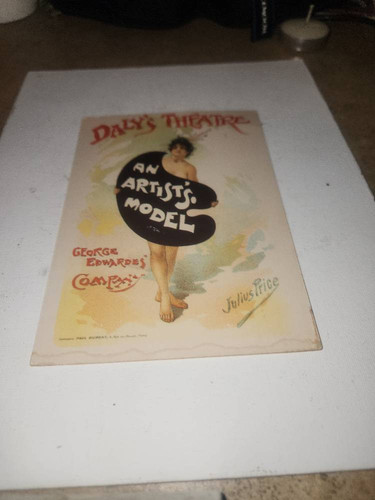 DALY'S THEATRE
AN
ARTIST'S
MODEL
GEORGE
EDWARDES'
COMPANY
Julius Price